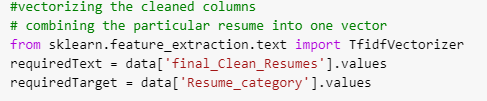 #vectorizing the cleaned columns
# combining the particular resume into one vector
from sklearn.feature_extraction.text import TfidfVectorizer
requiredText = data['final_Clean_Resumes'].values
requiredTarget = data['Resume_category'].values